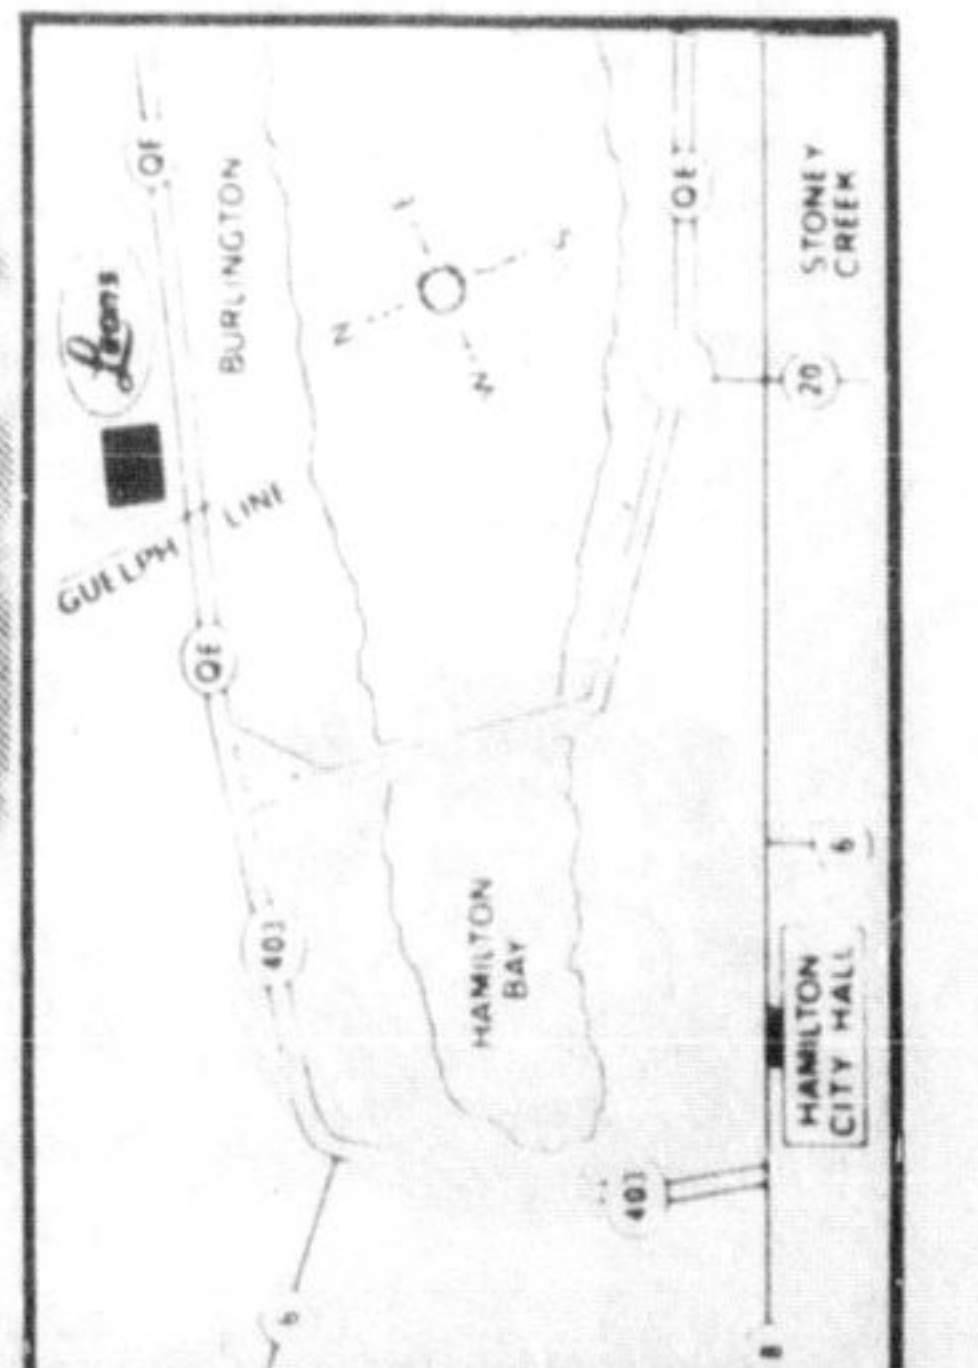 QE
BURLINGTON
Leons
GUELPH LINE
QE
E
N
S
W
QE
STONEY
CREEK
20
403
HAMILTON
BAY
6
HAMILTON
CITY HALL
403
6
8